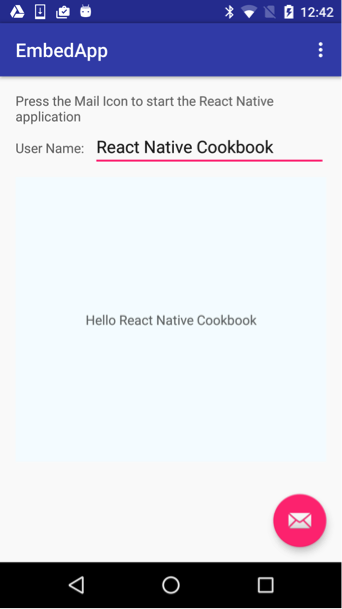 12:42
EmbedApp
Press the Mail Icon to start the React Native
application
User Name: React Native Cookbook
Hello React Native Cookbook